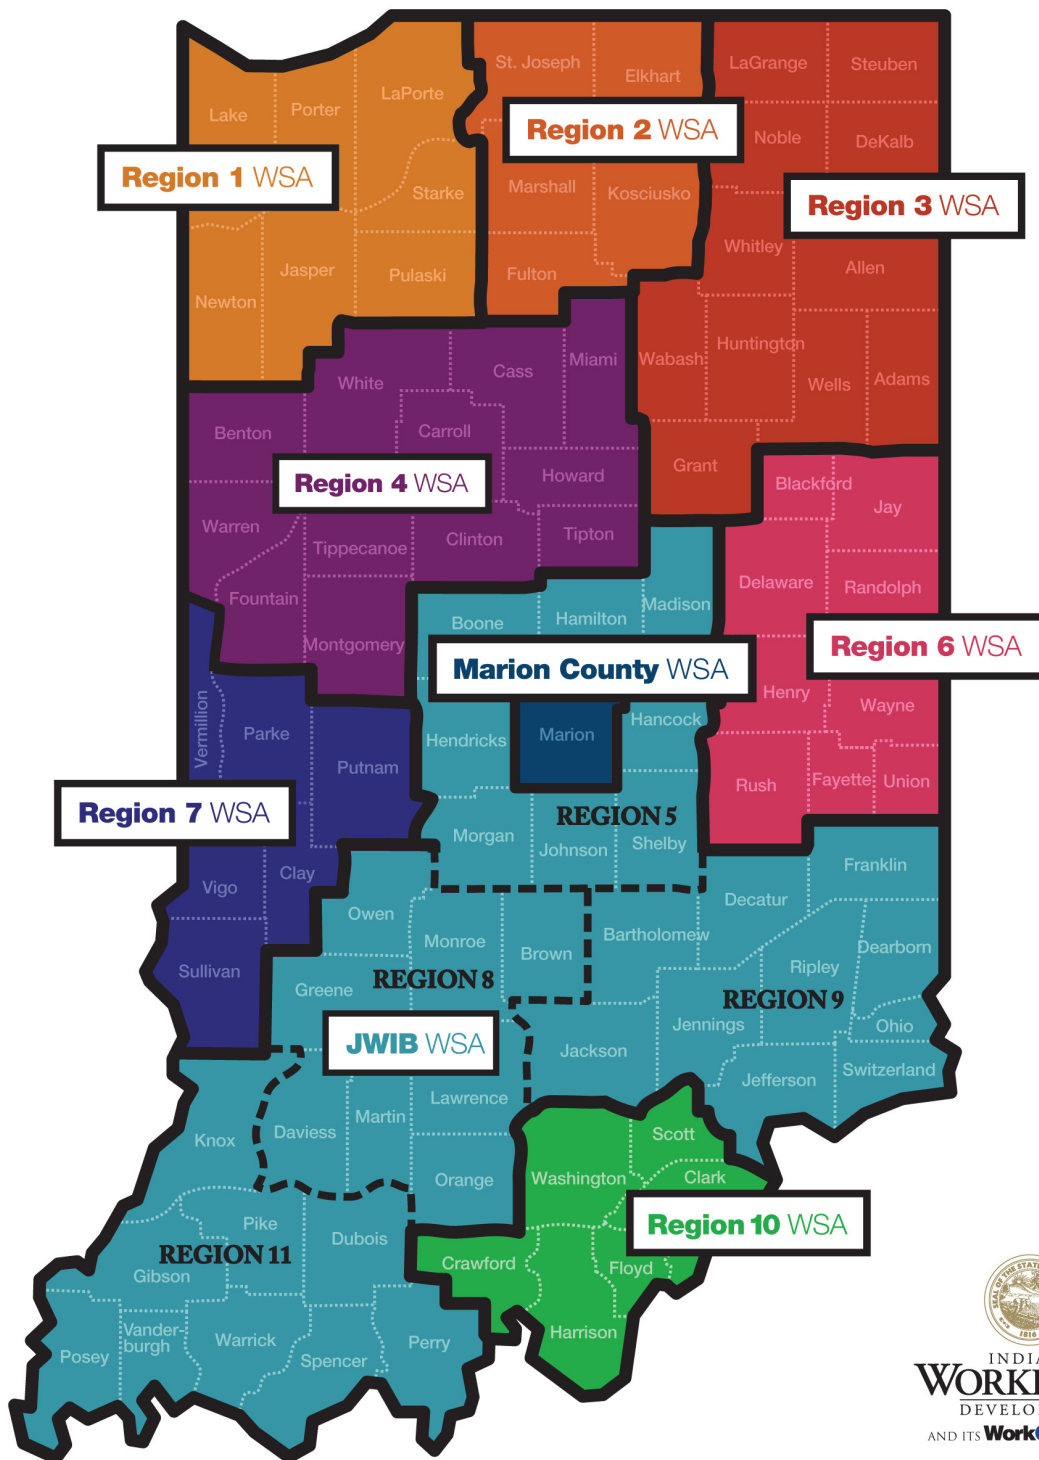 St. Joseph
Elkhart
LaGrange
Steuben
Lake
Porter
LaPorte
Region 2 WSA
Noble
DeKalb
Region 1 WSA
Marshall
Kosciusko
Starke
Region 3 WSA
Whitley
Allen
Newton
Jasper
Pulaski
Fulton
Wabash
Huntington
Wells
Adams
White
Cass
Miami
Benton
Carroll
Grant
Region 4 WSA
Howard
Blackford
Jay
Warren
Tippecanoe
Clinton
Tipton
Delaware
Randolph
Fountain
Montgomery
Boone
Hamilton
Madison
Region 6 WSA
Marion County WSA
Henry
Wayne
Vermillion
Parke
Putnam
Hendricks
Marion
Hancock
Rush
Fayette
Union
Region 7 WSA
REGION 5
Morgan
Johnson
Shelby
Franklin
Vigo
Clay
Owen
Monroe
Brown
Bartholomew
Decatur
Dearborn
Sullivan
Greene
REGION 8
Ripley
REGION 9
JWIB WSA
Jackson
Jennings
Ohio
Jefferson
Switzerland
Knox
Daviess
Martin
Lawrence
Scott
Washington
Clark
Orange
Region 10 WSA
Pike
Dubois
REGION 11
Gibson
Crawford
Floyd
Harrison
Posey
Vander-
burgh
Warrick
Spencer
Perry
SEAL OF THE STATE
1816
INDIA
WORK
DEVELO
AND ITS Work